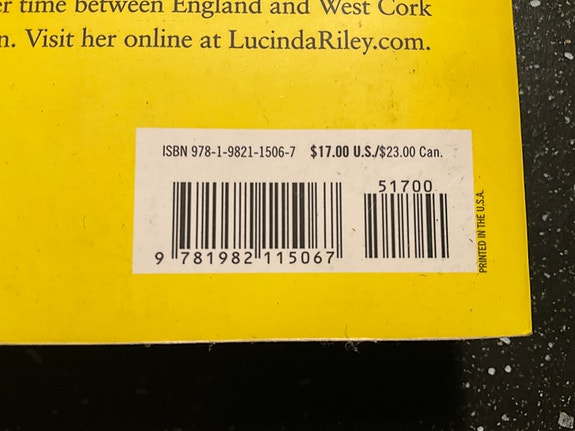 er time between England and West Cork
n. Visit her online at LucindaRiley.com.
ISBN 978-1-9821-1506-7 $17.00 U.S./$23.00 Can.
51700
9 781982 115067
PRINTED IN THE U.S.A.